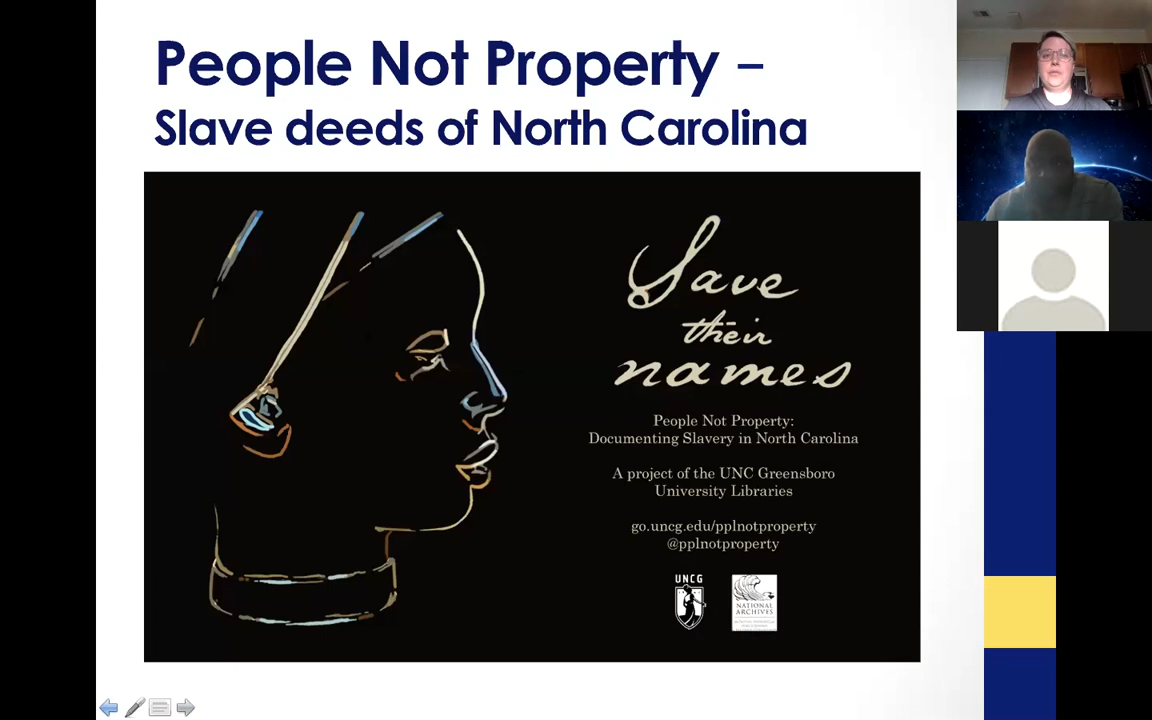 People Not Property –
Slave deeds of North Carolina
Save
their
names
People Not Property:
Documenting Slavery in North Carolina
A project of the UNC Greensboro
University Libraries
go.uncg.edu/pplnotproperty
@pplnotproperty
UNCG
NATIONAL
ARCHIVES